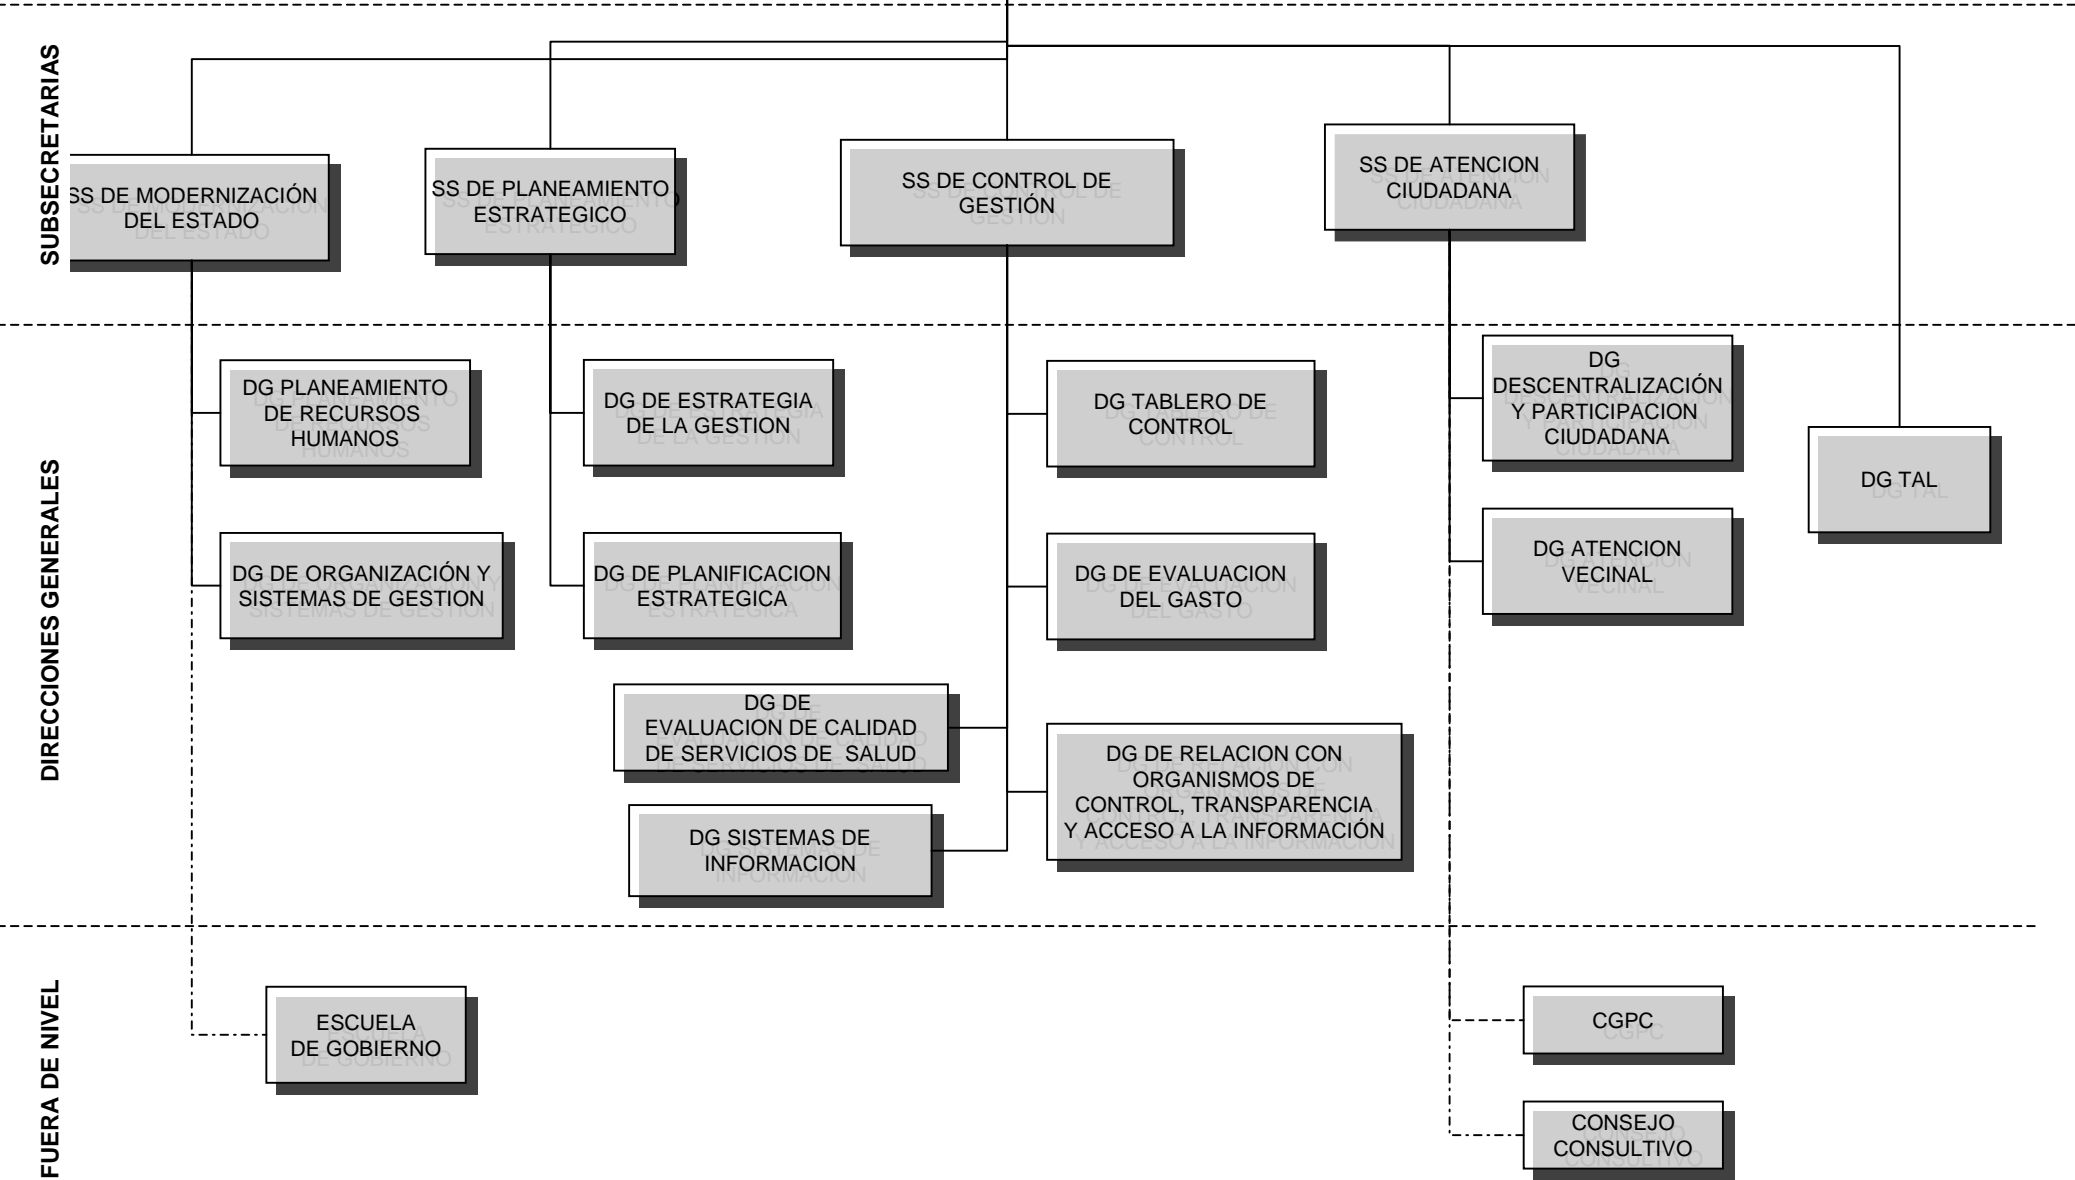 SUBSECRETARIAS
SS DE MODERNIZACIÓN
DEL ESTADO
SS DE PLANEAMIENTO
ESTRATEGICO
SS DE CONTROL DE
GESTIÓN
SS DE ATENCION
CIUDADANA
DIRECCIONES GENERALES
DG PLANEAMIENTO
DE RECURSOS
HUMANOS
DG DE ESTRATEGIA
DE LA GESTION
DG TABLERO DE
CONTROL
DG
DESCENTRALIZACIÓN
Y PARTICIPACION
CIUDADANA
DG TAL
DG DE ORGANIZACIÓN Y
SISTEMAS DE GESTION
DG DE PLANIFICACION
ESTRATEGICA
DG DE EVALUACION
DEL GASTO
DG ATENCION
VECINAL
DG DE
EVALUACION DE CALIDAD
DE SERVICIOS DE  SALUD
DG DE RELACION CON
ORGANISMOS DE
CONTROL, TRANSPARENCIA
Y ACCESO A LA INFORMACIÓN
DG SISTEMAS DE
INFORMACION
FUERA DE NIVEL
ESCUELA
DE GOBIERNO
CGPC
CONSEJO
CONSULTIVO